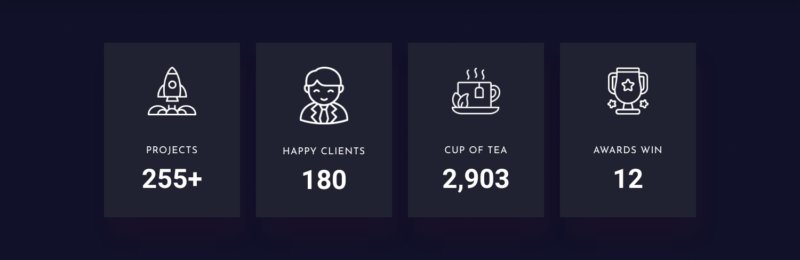 PROJECTS
255+
HAPPY CLIENTS
180
CUP OF TEA
2,903
AWARDS WIN
12